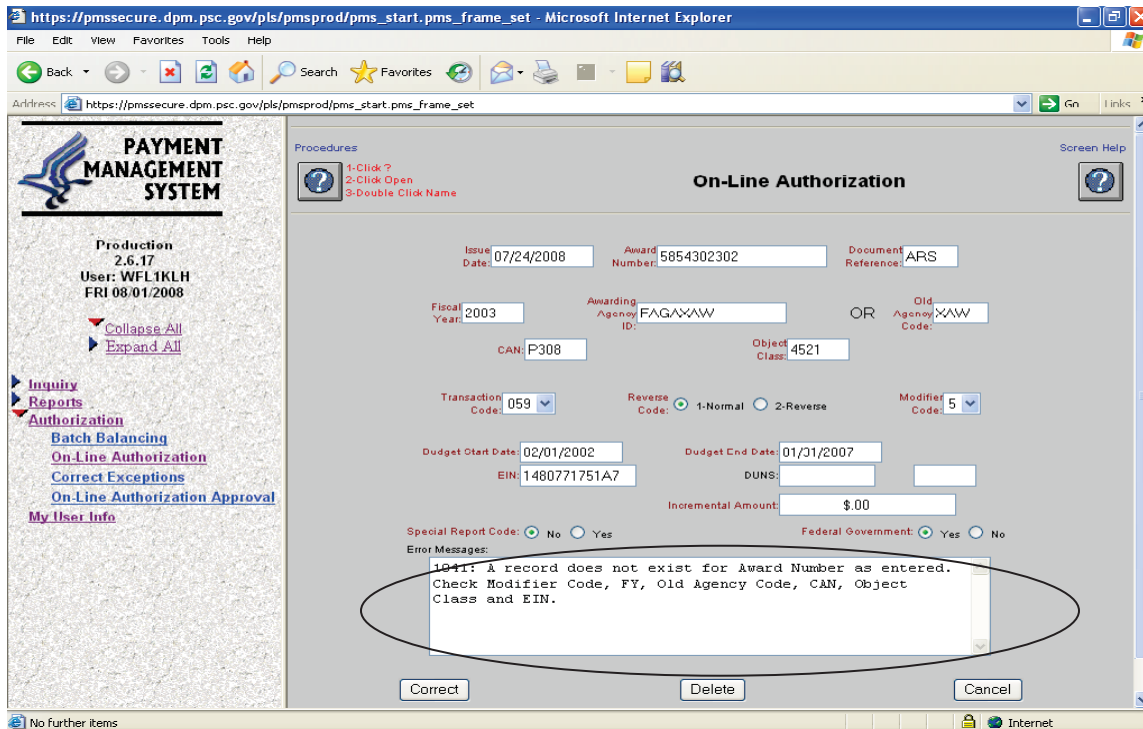 https://pmssecure.dpm.psc.gov/pls/pmsprod/pms_start.pms_frame_set - Microsoft Internet Explorer
File Edit View Favorites Tools Help
Back Search Favorites
Address https://pmssecure.dpm.psc.gov/pls/pmsprod/pms_start.pms_frame_set Go Links
PAYMENT
MANAGEMENT
SYSTEM
Production
2.6.17
User: WFL1KLH
FRI 08/01/2008
Collapse All
Expand All
Inquiry
Reports
Authorization
Batch Balancing
On-Line Authorization
Correct Exceptions
On-Line Authorization Approval
My User Info
Procedures
1-Click ?
2-Click Open
3-Double Click Name
On-Line Authorization
Screen Help
Issue Date: 07/24/2008 Award Number: 5854302302 Document Reference: ARS
Fiscal Year: 2003 Awarding Agency ID: FAGAXAW OR Old Agency Code: XAW
CAN: P308 Object Class: 4521
Transaction Code: 059 Reverse Code: 1-Normal 2-Reverse Modifier Code: 5
Budget Start Date: 02/01/2002 Budget End Date: 01/31/2007
EIN: 1480771751A7 DUNS:
Incremental Amount: $.00
Special Report Code: No Yes Federal Government: Yes No
Error Messages:
1041: A record does not exist for Award Number as entered.
Check Modifier Code, FY, Old Agency Code, CAN, Object
Class and EIN.
Correct Delete Cancel
No further items Internet